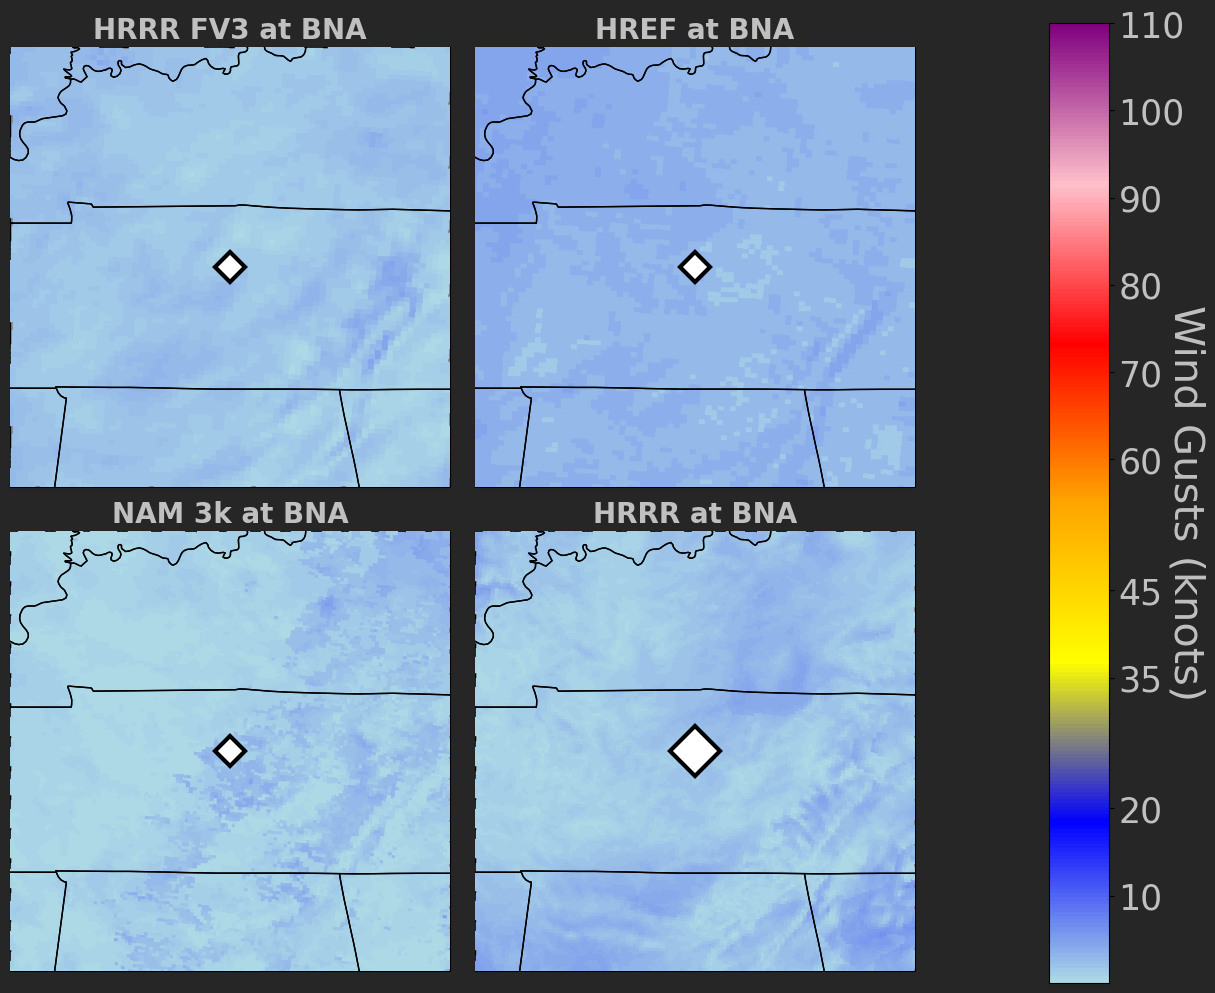 HRRR FV3 at BNA
HREF at BNA
NAM 3k at BNA
HRRR at BNA
110
100
90
80
70
60
45
35
20
10
Wind Gusts (knots)